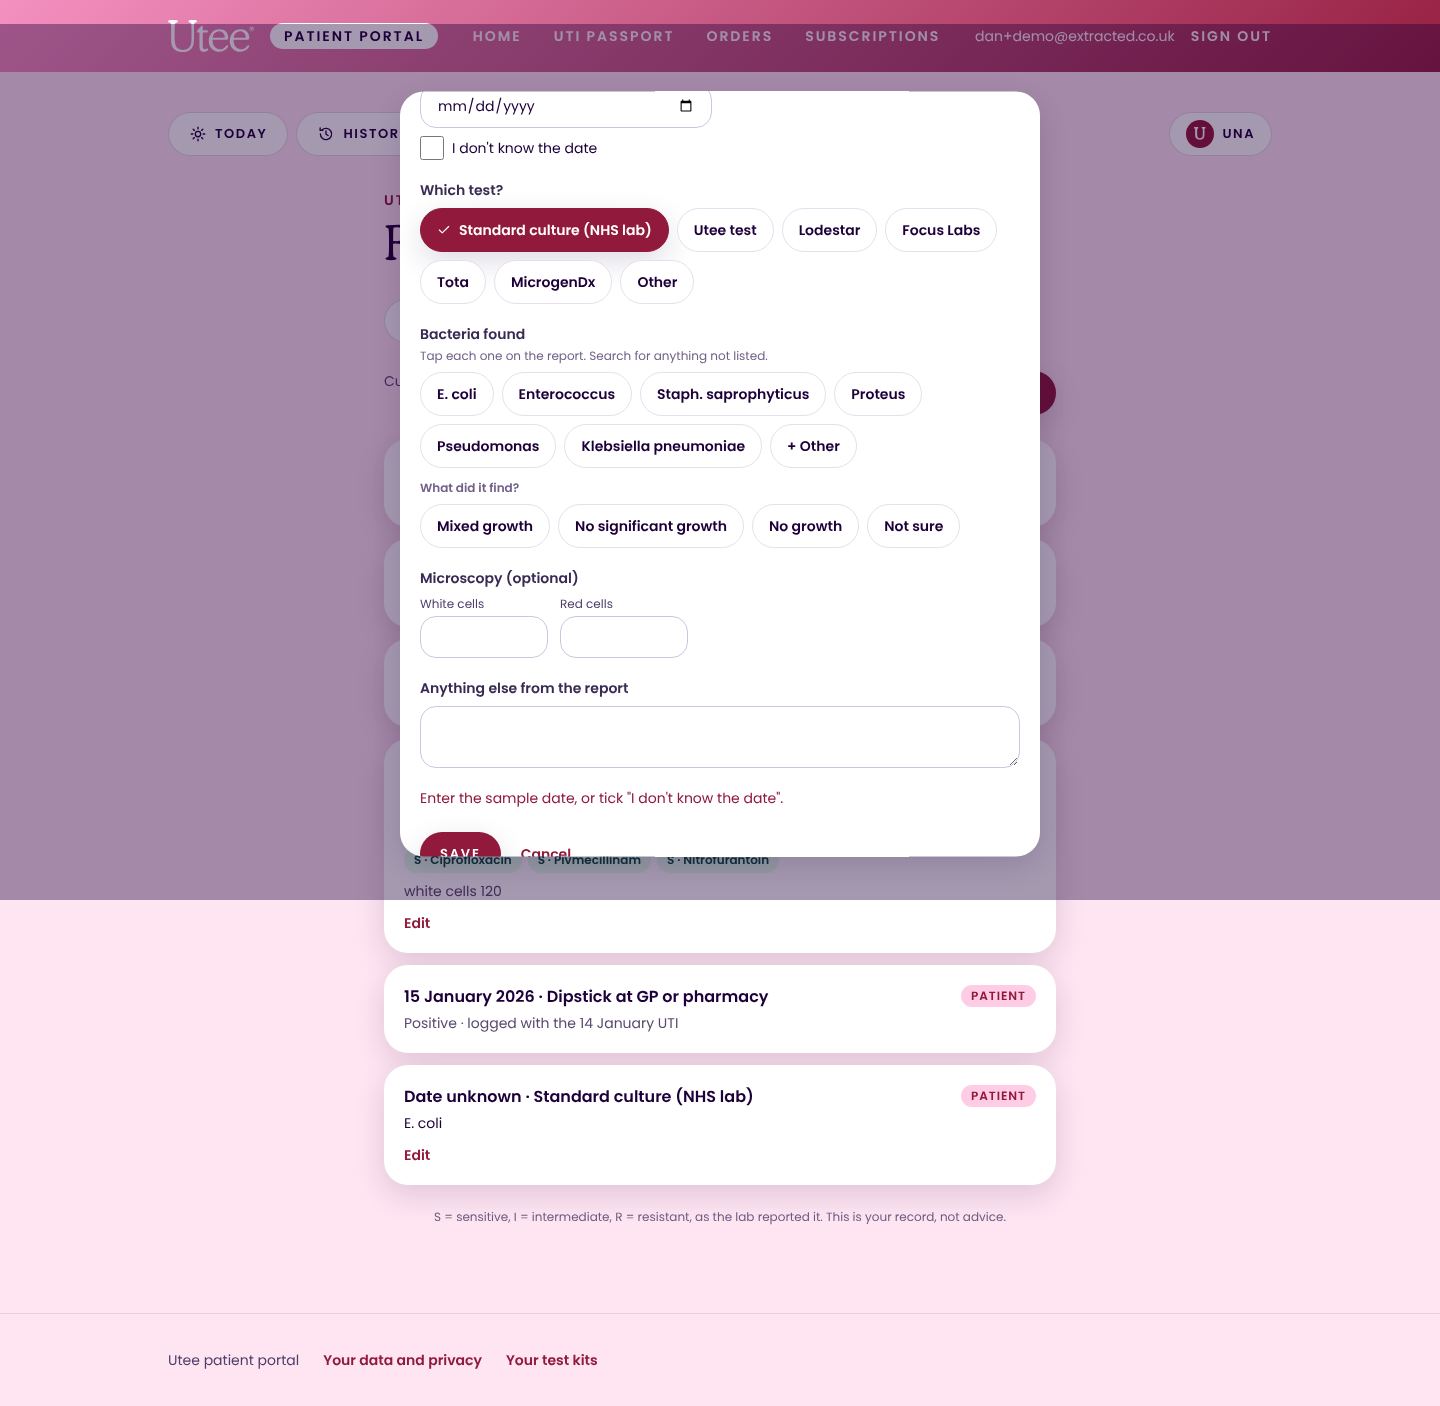 Utee PATIENT PORTAL HOME UTI PASSPORT ORDERS SUBSCRIPTIONS dan+demo@extracted.co.uk SIGN OUT
TODAY HISTOR UNA
U
mm/dd/yyyy
I don't know the date
Which test?
Standard culture (NHS lab) Utee test Lodestar Focus Labs
Tota MicrogenDx Other
Bacteria found
Tap each one on the report. Search for anything not listed.
E. coli Enterococcus Staph. saprophyticus Proteus
Pseudomonas Klebsiella pneumoniae + Other
What did it find?
Mixed growth No significant growth No growth Not sure
Microscopy (optional)
White cells Red cells
Anything else from the report
Enter the sample date, or tick "I don't know the date".
SAVE Cancel
S · Ciprofloxacin S · Pivmecillinam S · Nitrofurantoin
white cells 120
Edit
15 January 2026 · Dipstick at GP or pharmacy PATIENT
Positive · logged with the 14 January UTI
Date unknown · Standard culture (NHS lab) PATIENT
E. coli
Edit
S = sensitive, I = intermediate, R = resistant, as the lab reported it. This is your record, not advice.
Utee patient portal Your data and privacy Your test kits